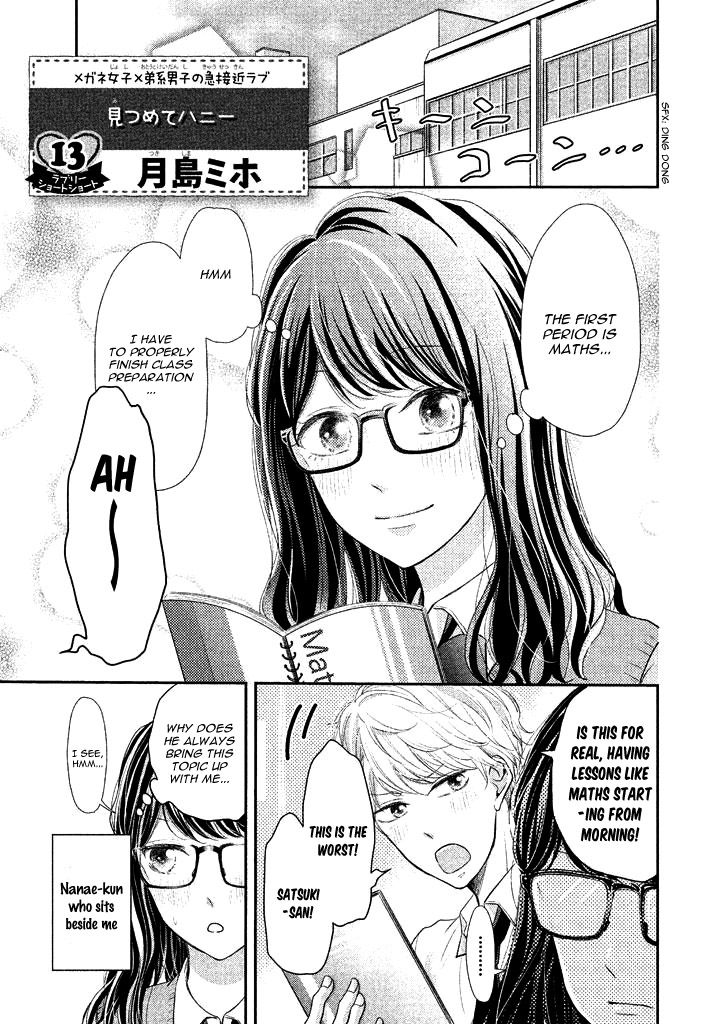 メガネ女子×弟系男子の急接近ラブ
見つめてハニー
13
ラブリー
ショートショート
月島ミホ
キーン
コーン…
SFX: DING DONG
THE FIRST
PERIOD IS
MATHS...
HMM
I HAVE
TO PROPERLY
FINISH CLASS
PREPARATION
...
AH
Mat
IS THIS FOR
REAL, HAVING
LESSONS LIKE
MATHS START
-ING FROM
MORNING!
THIS IS THE
WORST!
SATSUKI
-SAN!
.......
WHY DOES
HE ALWAYS
BRING THIS
TOPIC UP
WITH ME...
I SEE,
HMM...
Nanae-kun
who sits
beside me